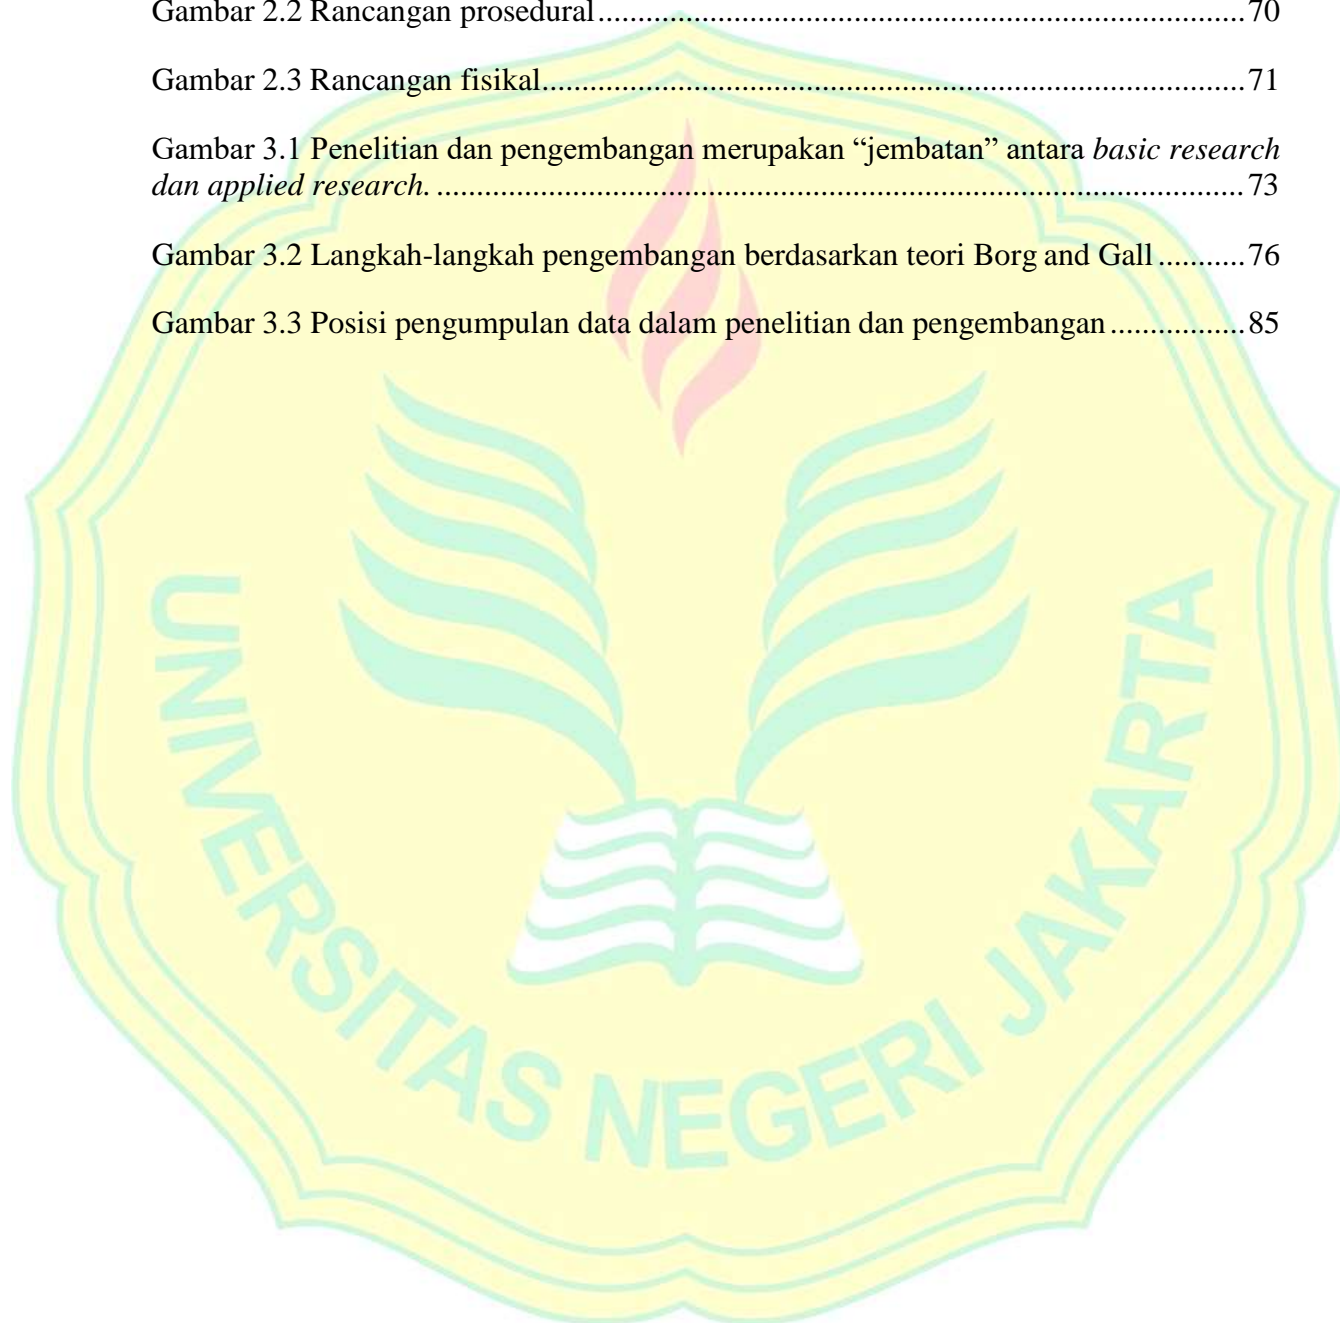 Gambar 2.2 Rancangan prosedural.................................................................................70
Gambar 2.3 Rancangan fisikal........................................................................................71
Gambar 3.1 Penelitian dan pengembangan merupakan “jembatan” antara basic research
dan applied research. .....................................................................................................73
Gambar 3.2 Langkah-langkah pengembangan berdasarkan teori Borg and Gall...........76
Gambar 3.3 Posisi pengumpulan data dalam penelitian dan pengembangan.................85
UNIVERSITAS NEGERI JAKARTA